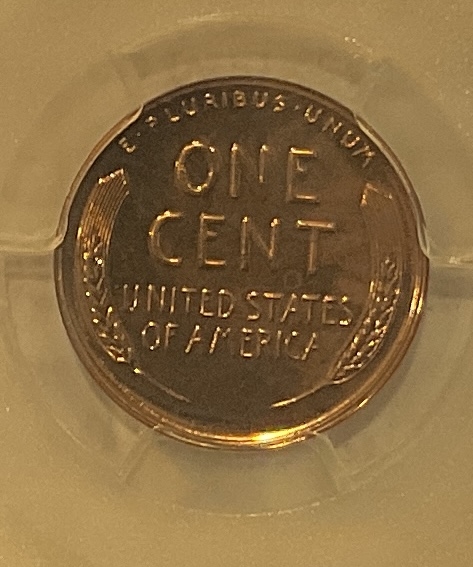 E·PLURIBUS·UNUM
ONE
CENT
UNITED STATES
OF AMERICA